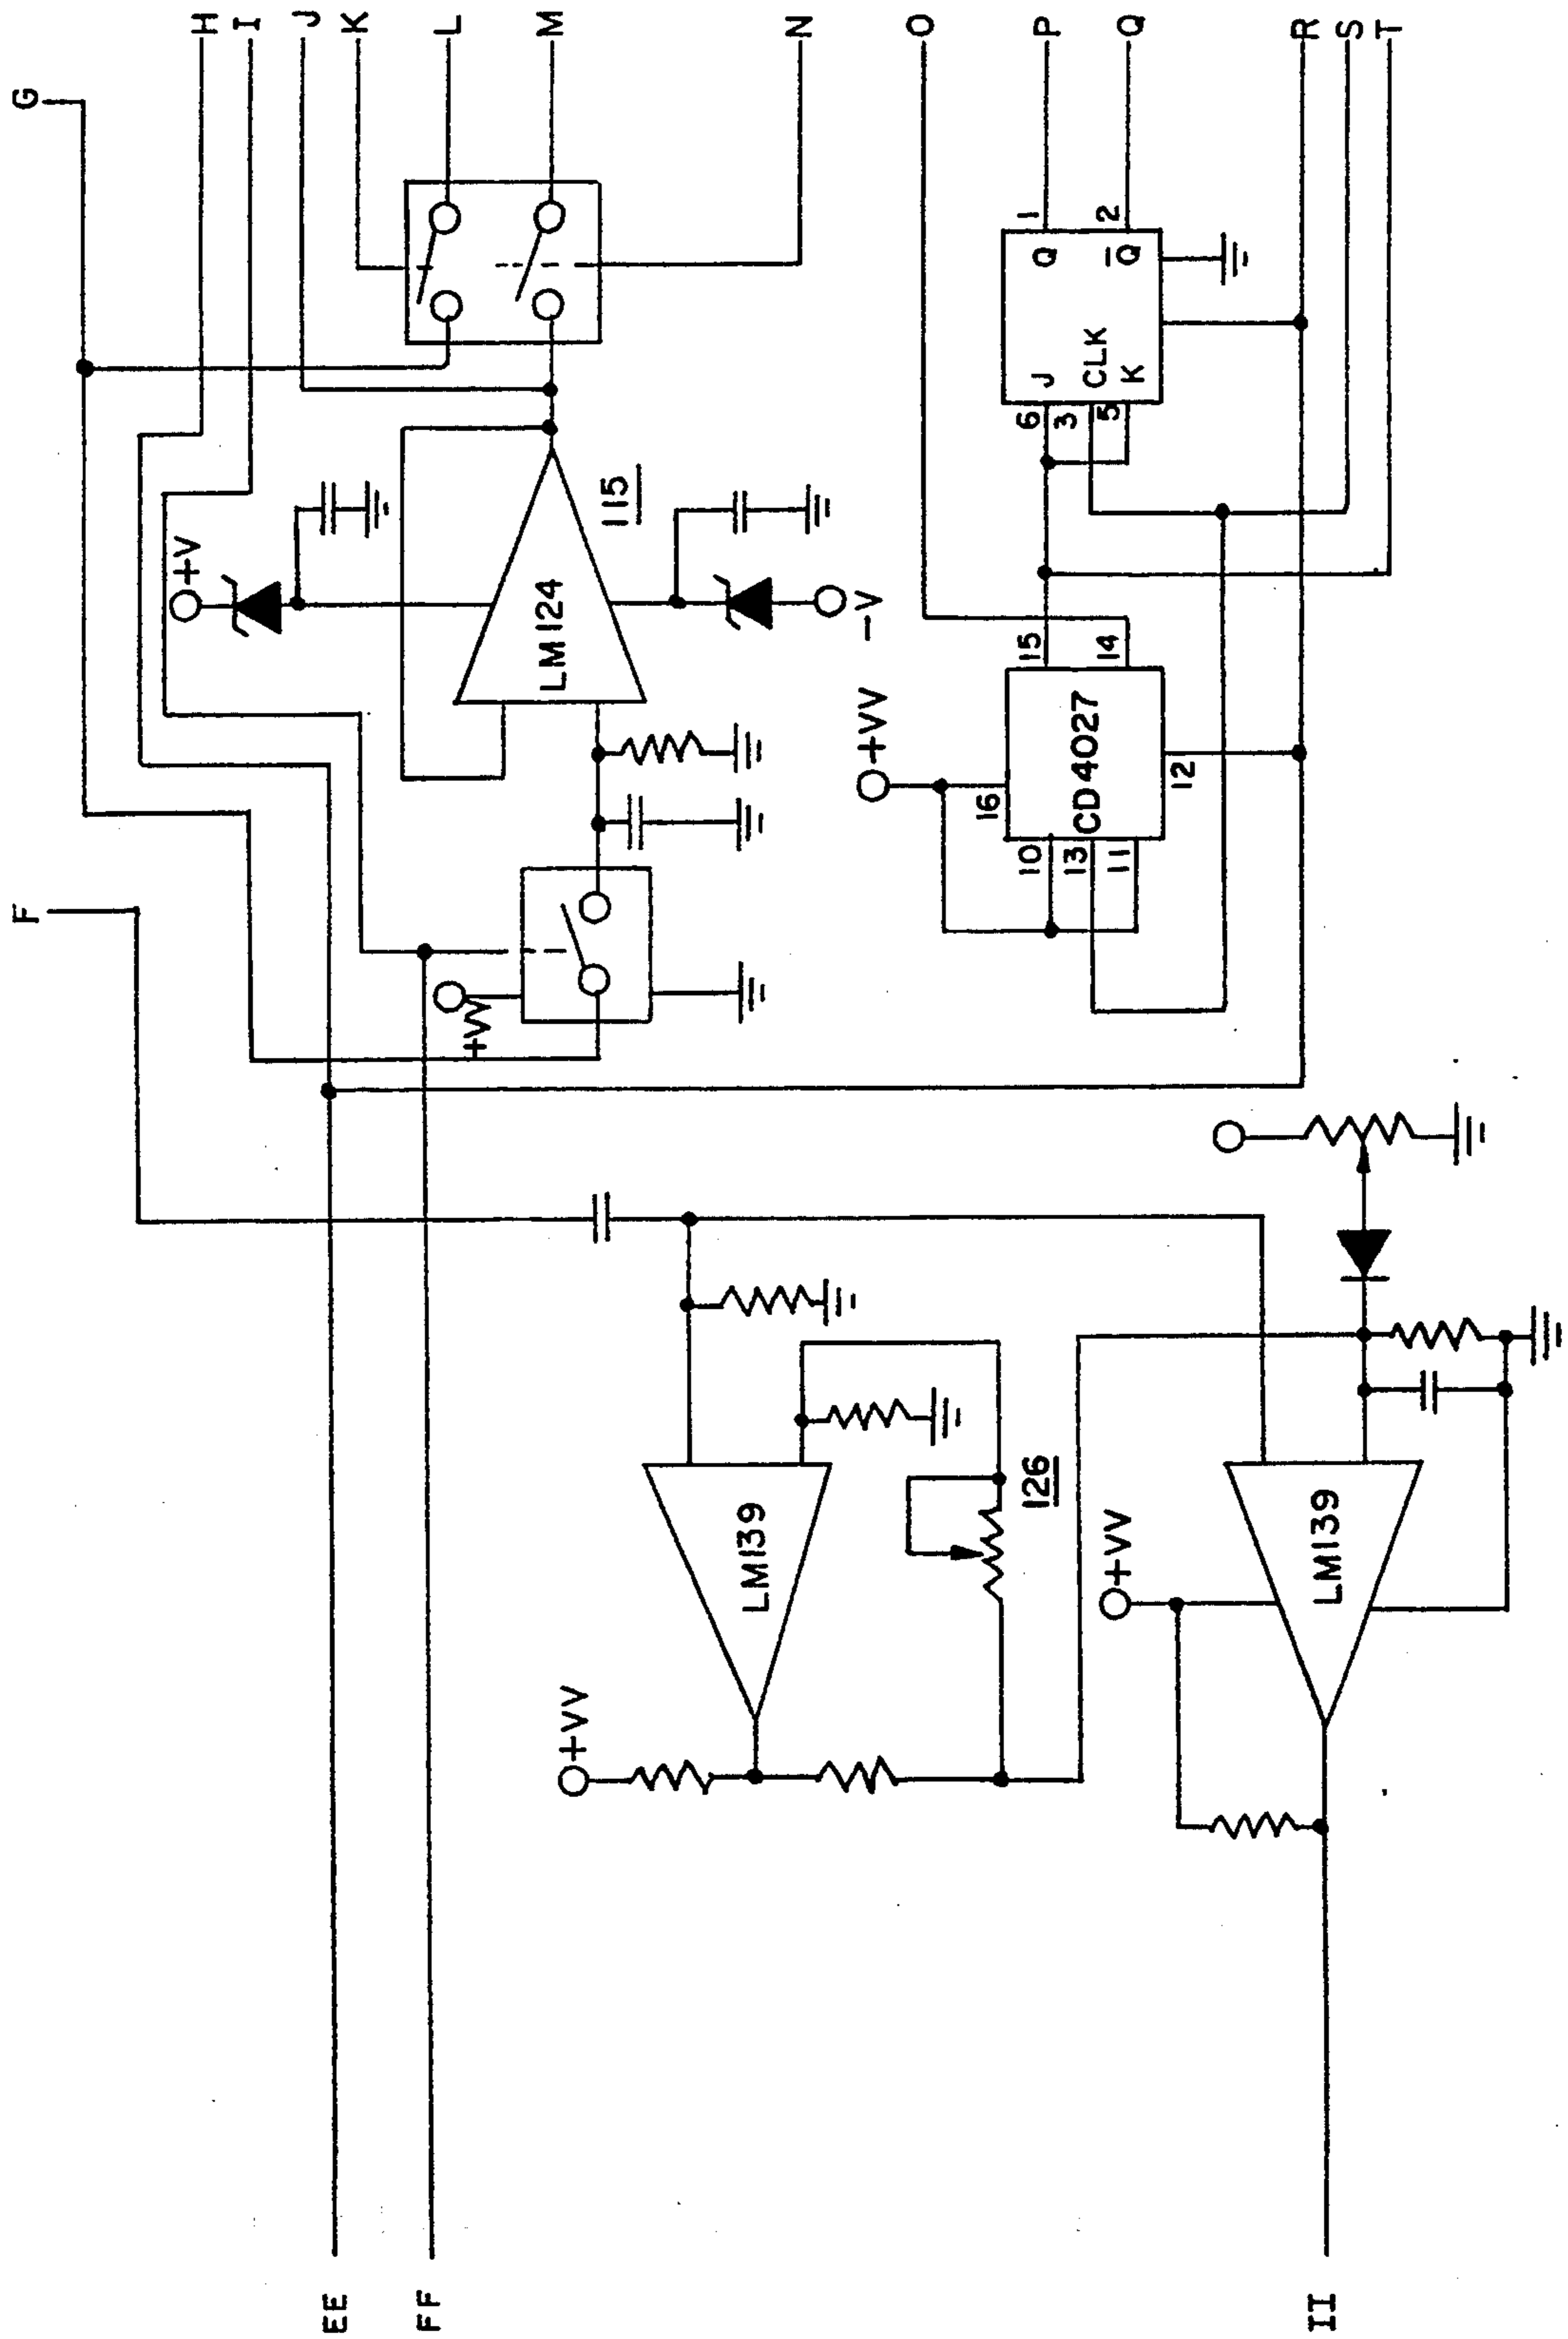 G
H
I
J
K
L
M
N
O
P
Q
R
S
T
F
+V
LM124
115
-V
+VV
+VV
16
10
13
11
CD4027
12
15
14
6
3
5
J
CLK
K
Q
Q̅
1
2
LM139
126
+VV
+VV
LM139
EE
FF
II